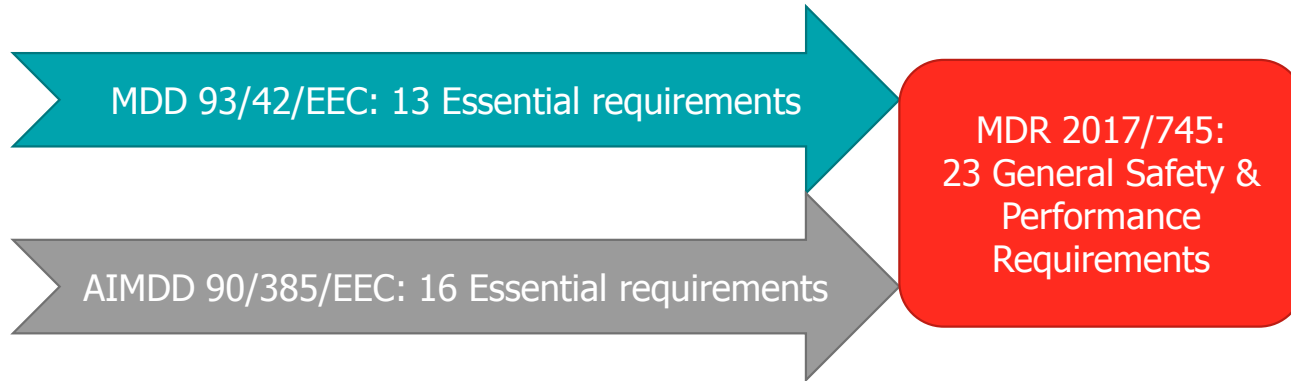 MDD 93/42/EEC: 13 Essential requirements
AIMDD 90/385/EEC: 16 Essential requirements
MDR 2017/745:
23 General Safety &
Performance
Requirements